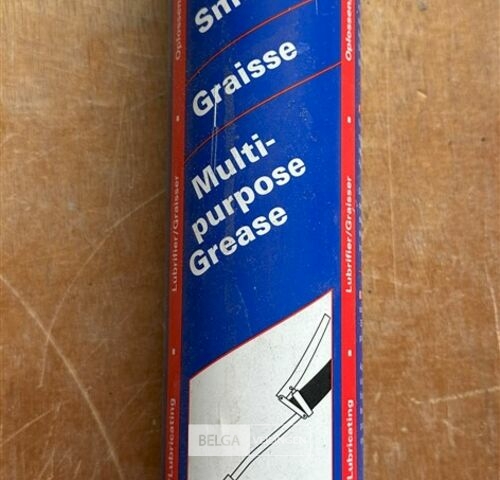 Graisse
Multi-
purpose
Grease
Lubrifier/Graisser
Lubricating
Lubrifier/Graisser
Lubricating
BELGA